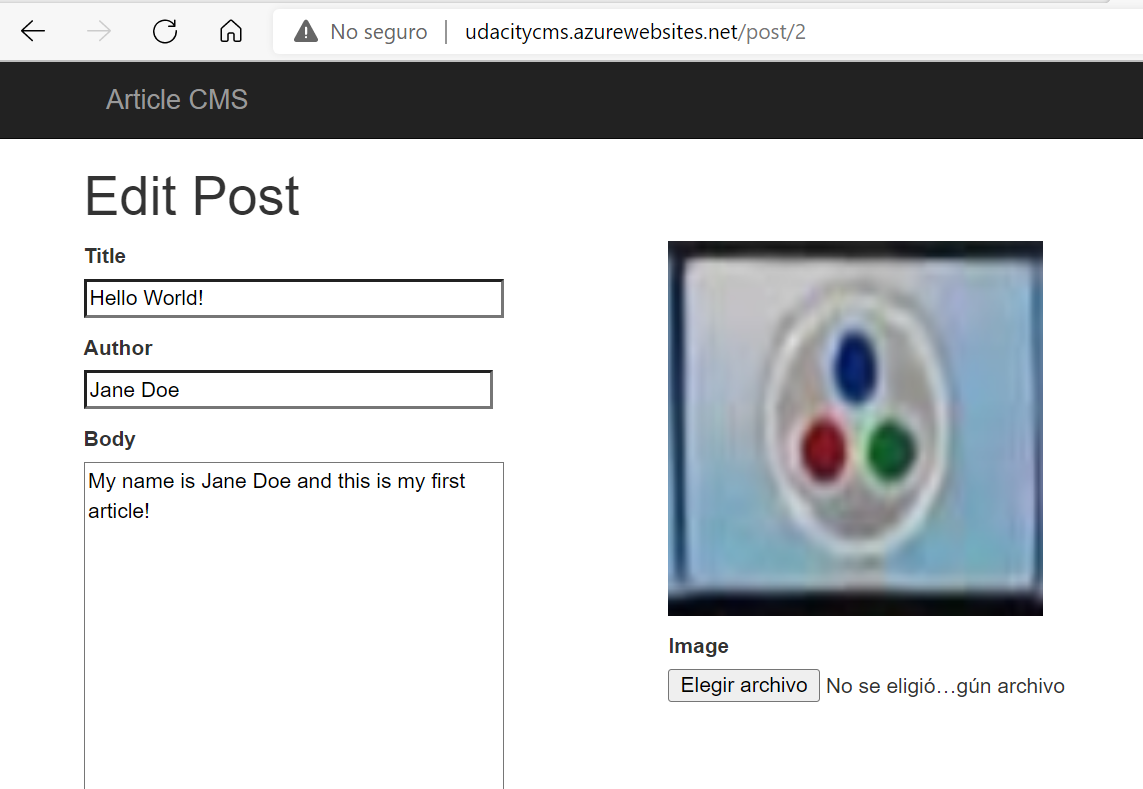 No seguro udacitycms.azurewebsites.net/post/2
Article CMS
Edit Post
Title
Hello World!
Author
Jane Doe
Body
My name is Jane Doe and this is my first
article!
Image
Elegir archivo No se eligió…gún archivo